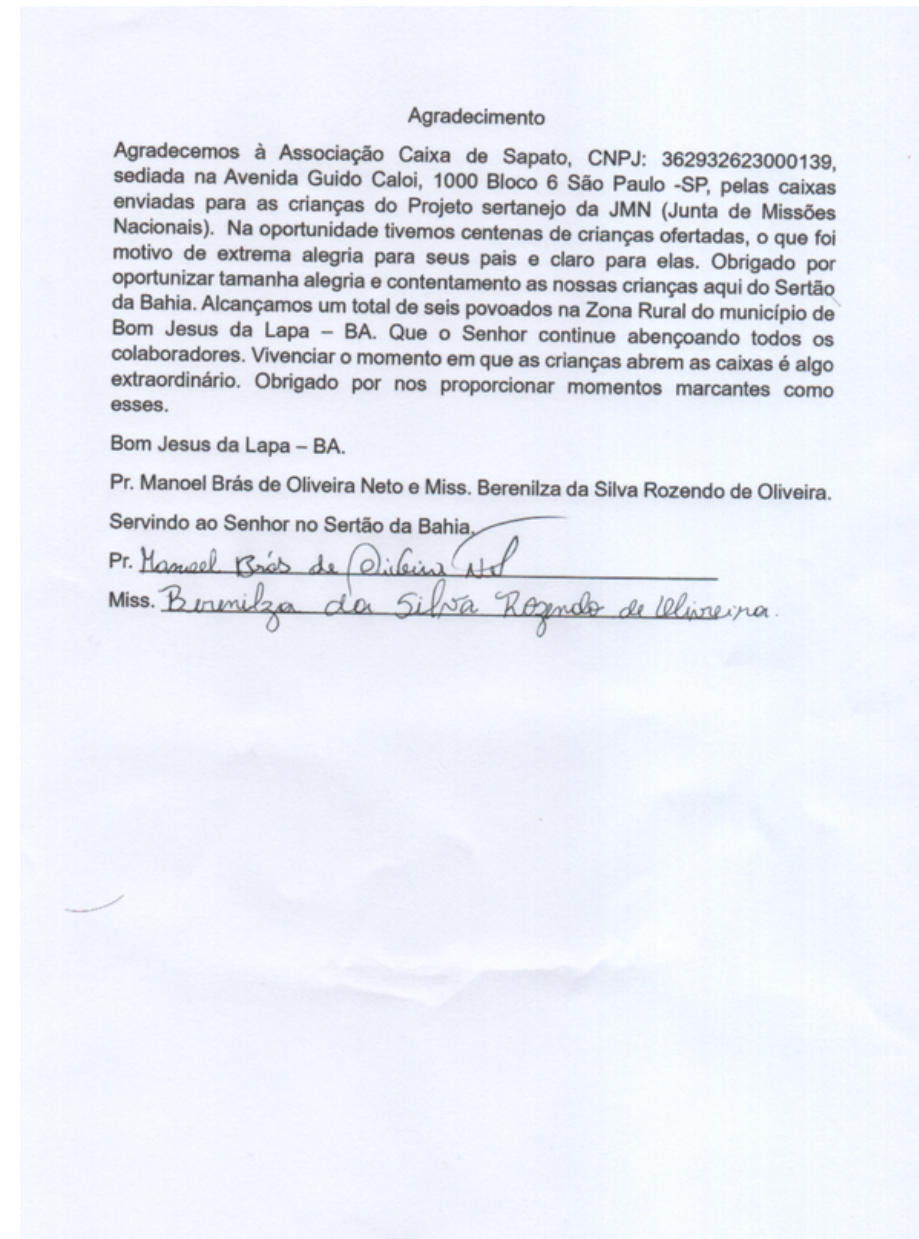 Agradecimento
Agradecemos à Associação Caixa de Sapato, CNPJ: 362932623000139,
sediada na Avenida Guido Caloi, 1000 Bloco 6 São Paulo -SP, pelas caixas
enviadas para as crianças do Projeto sertanejo da JMN (Junta de Missões
Nacionais). Na oportunidade tivemos centenas de crianças ofertadas, o que foi
motivo de extrema alegria para seus pais e claro para elas. Obrigado por
oportunizar tamanha alegria e contentamento as nossas crianças aqui do Sertão
da Bahia. Alcançamos um total de seis povoados na Zona Rural do município de
Bom Jesus da Lapa – BA. Que o Senhor continue abençoando todos os
colaboradores. Vivenciar o momento em que as crianças abrem as caixas é algo
extraordinário. Obrigado por nos proporcionar momentos marcantes como
esses.
Bom Jesus da Lapa – BA.
Pr. Manoel Brás de Oliveira Neto e Miss. Berenilza da Silva Rozendo de Oliveira.
Servindo ao Senhor no Sertão da Bahia.
Pr. Manoel Brás de Oliveira
Miss. Berenilza da Silva Rozendo de Oliveira.